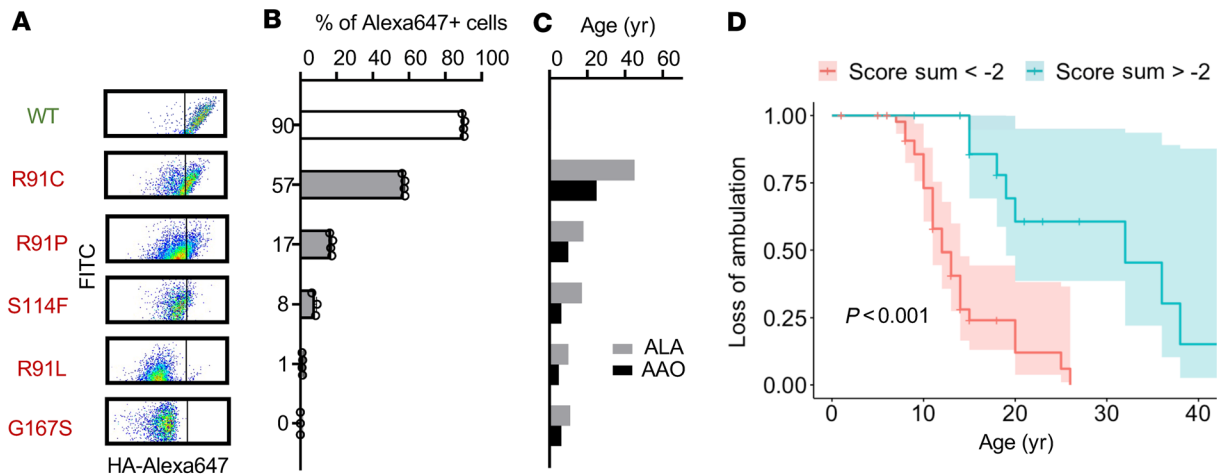 A
WT
R91C
R91P
S114F
R91L
G167S
FITC
HA-Alexa647
B
% of Alexa647+ cells
0 20 40 60 80 100
90
57
17
8
1
0
C
Age (yr)
0 20 40 60
ALA
AAO
D
Score sum < -2 Score sum > -2
Loss of ambulation
1.00
0.75
0.50
0.25
0.00
P < 0.001
0 10 20 30 40
Age (yr)